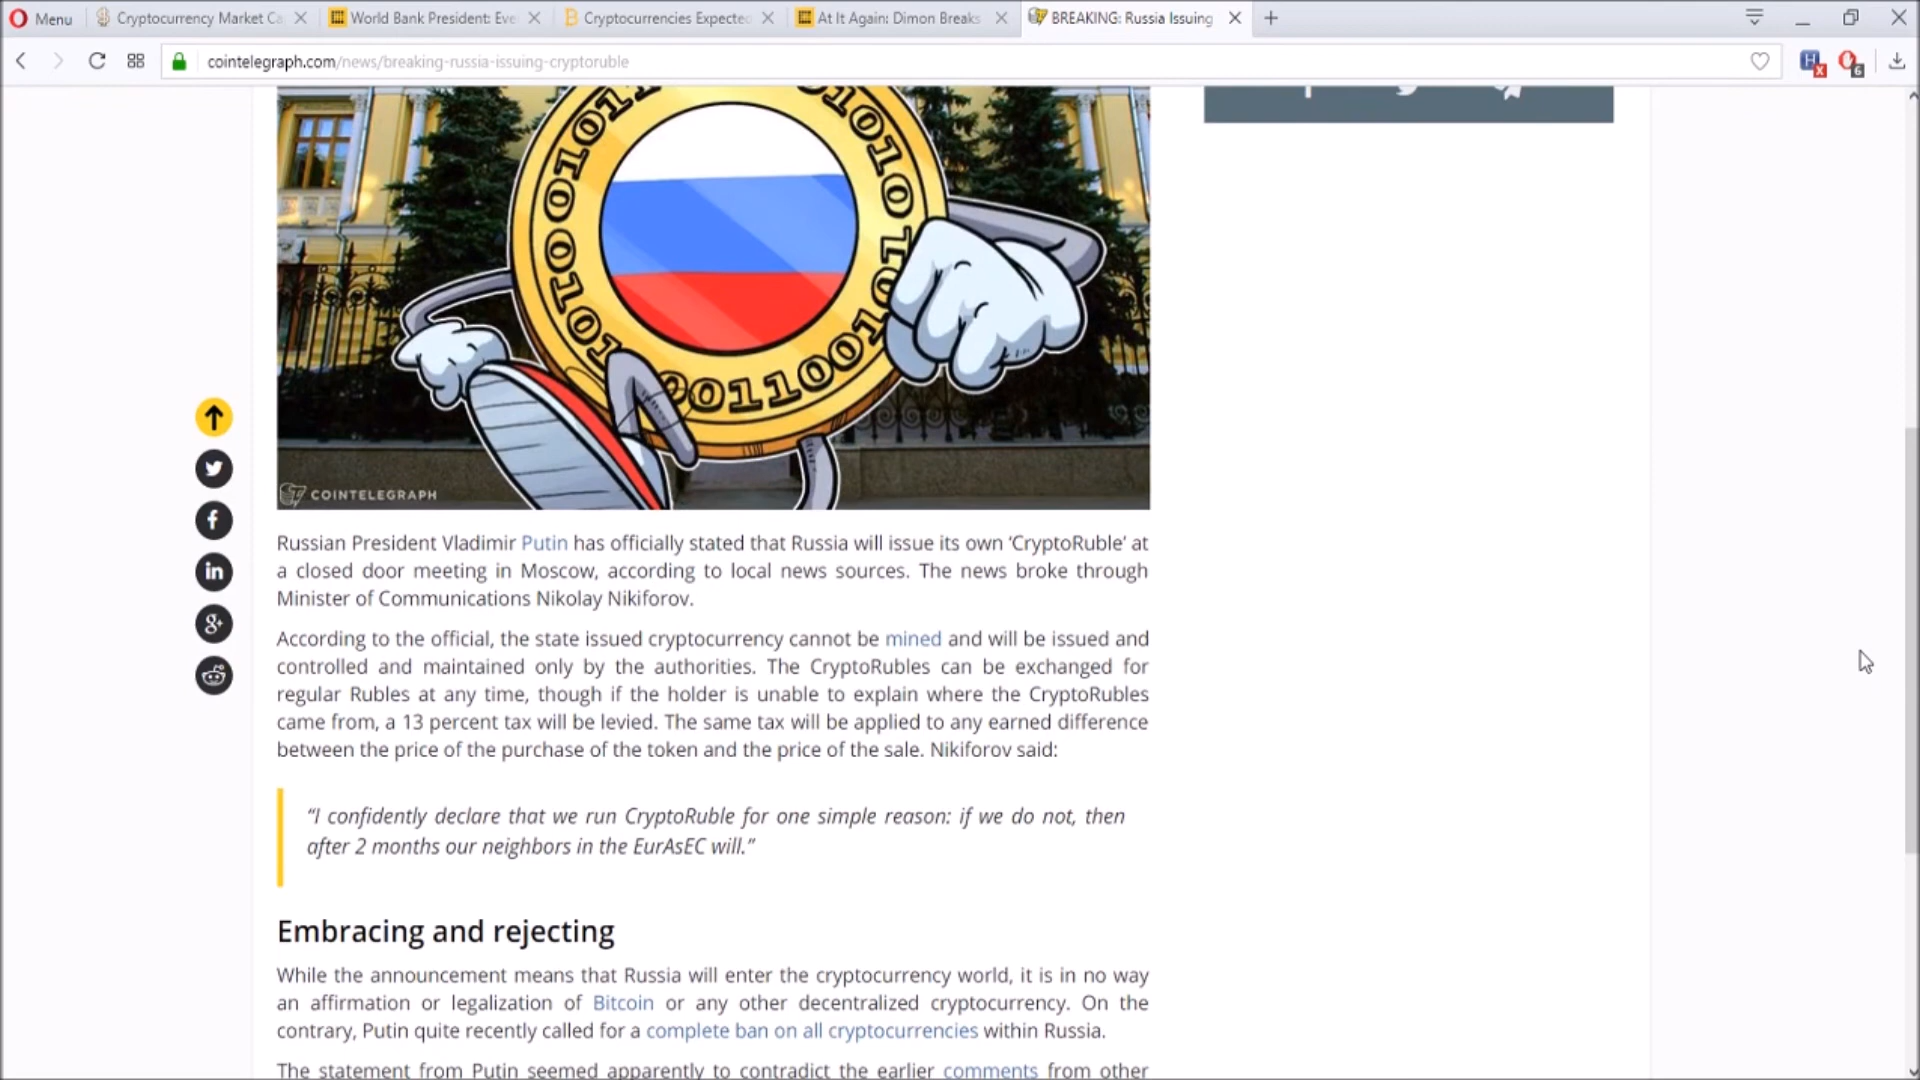 Menu
Cryptocurrency Market Ca
World Bank President: Eve
Cryptocurrencies Expected
At It Again: Dimon Breaks
BREAKING: Russia Issuing
cointelegraph.com/news/breaking-russia-issuing-cryptoruble
COINTELEGRAPH
Russian President Vladimir Putin has officially stated that Russia will issue its own ‘CryptoRuble’ at
a closed door meeting in Moscow, according to local news sources. The news broke through
Minister of Communications Nikolay Nikiforov.
According to the official, the state issued cryptocurrency cannot be mined and will be issued and
controlled and maintained only by the authorities. The CryptoRubles can be exchanged for
regular Rubles at any time, though if the holder is unable to explain where the CryptoRubles
came from, a 13 percent tax will be levied. The same tax will be applied to any earned difference
between the price of the purchase of the token and the price of the sale. Nikiforov said:
“I confidently declare that we run CryptoRuble for one simple reason: if we do not, then
after 2 months our neighbors in the EurAsEC will.”
Embracing and rejecting
While the announcement means that Russia will enter the cryptocurrency world, it is in no way
an affirmation or legalization of Bitcoin or any other decentralized cryptocurrency. On the
contrary, Putin quite recently called for a complete ban on all cryptocurrencies within Russia.
The statement from Putin seemed apparently to contradict the earlier comments from other